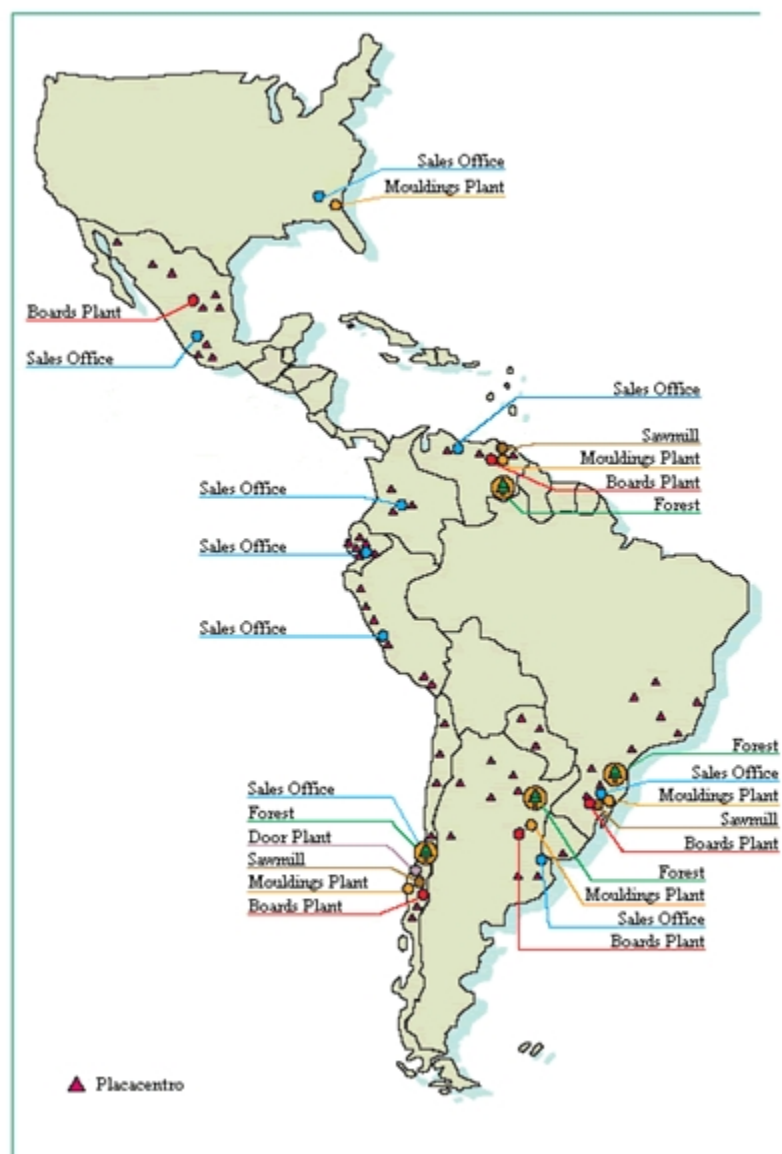 Sales Office
Mouldings Plant
Boards Plant
Sales Office
Sales Office
Sawmill
Mouldings Plant
Boards Plant
Forest
Sales Office
Sales Office
Sales Office
Forest
Sales Office
Mouldings Plant
Sawmill
Boards Plant
Sales Office
Forest
Door Plant
Sawmill
Mouldings Plant
Boards Plant
Forest
Mouldings Plant
Sales Office
Boards Plant
Placacentro